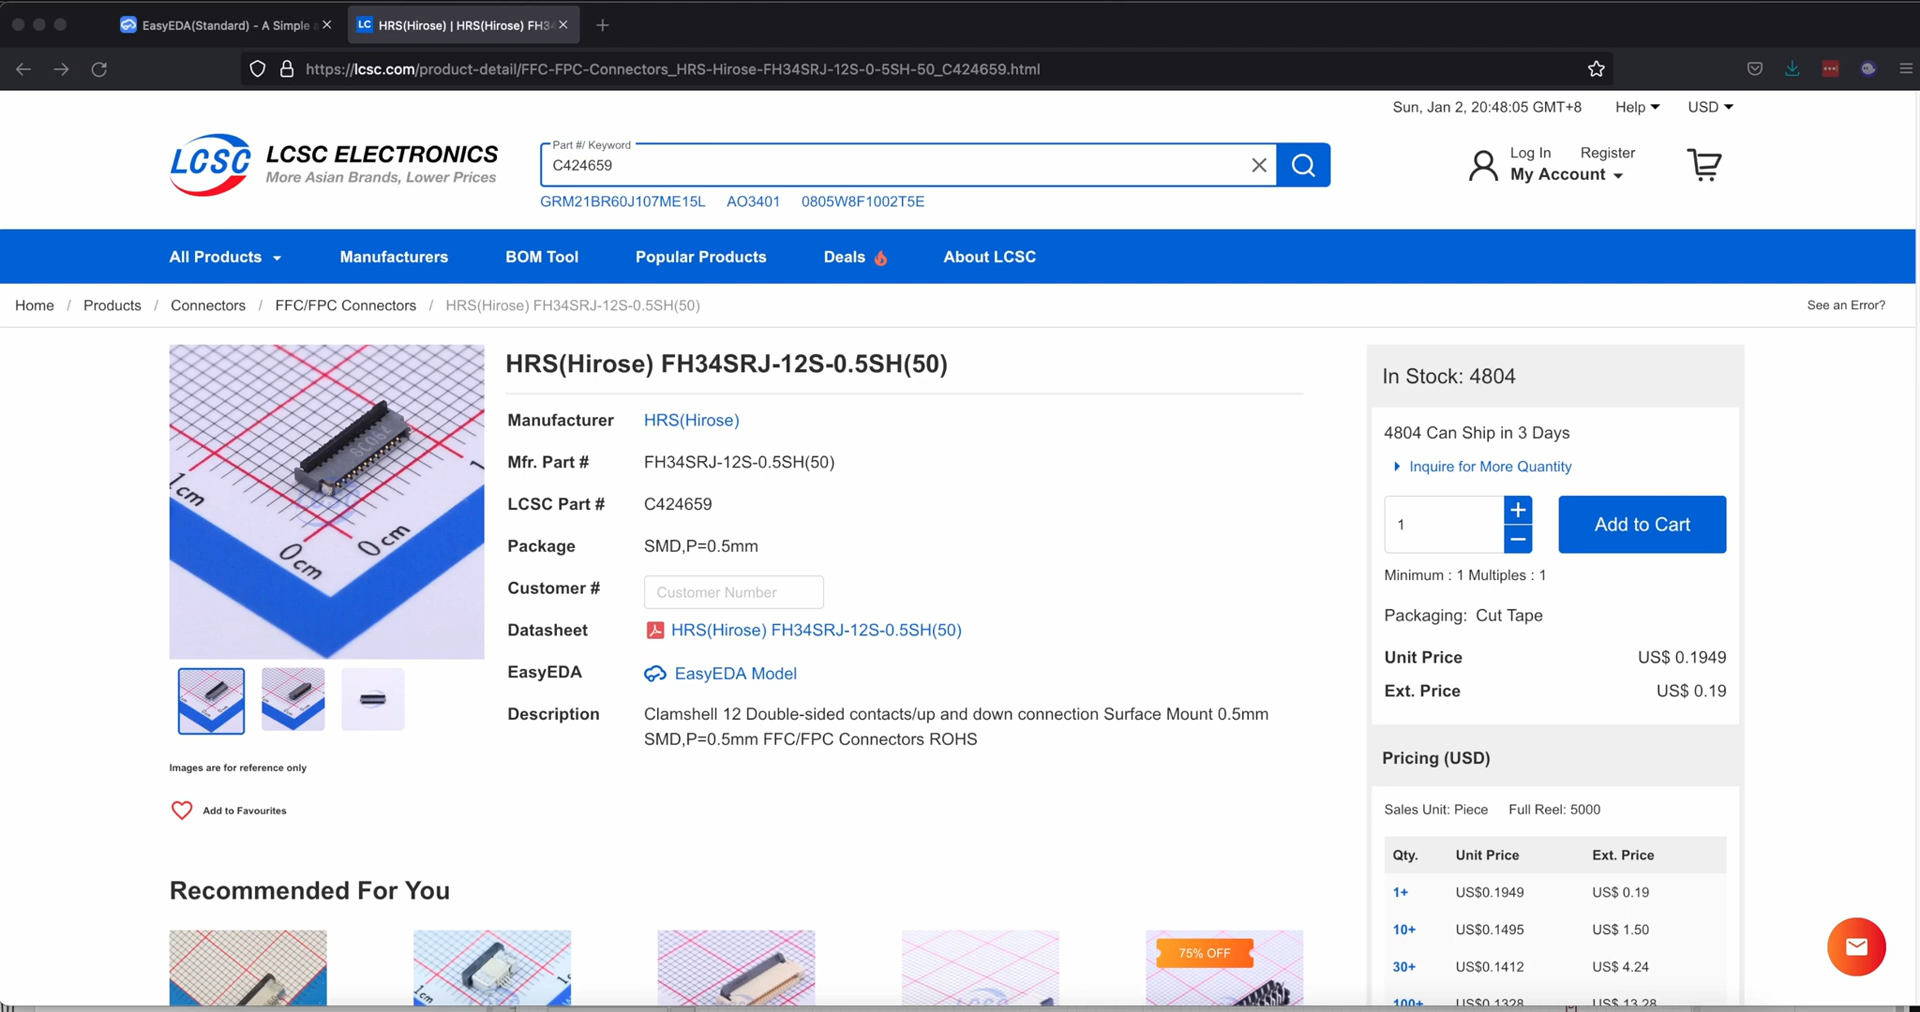 EasyEDA(Standard) - A Simple
LC HRS(Hirose) | HRS(Hirose) FH34
https://lcsc.com/product-detail/FFC-FPC-Connectors_HRS-Hirose-FH34SRJ-12S-0-5SH-50_C424659.html
Sun, Jan 2, 20:48:05 GMT+8 Help USD
LCSC LCSC ELECTRONICS
More Asian Brands, Lower Prices
Part #/ Keyword
C424659
Log In Register
My Account
GRM21BR60J107ME15L AO3401 0805W8F1002T5E
All Products Manufacturers BOM Tool Popular Products Deals About LCSC
Home / Products / Connectors / FFC/FPC Connectors / HRS(Hirose) FH34SRJ-12S-0.5SH(50)
See an Error?
1cm
0cm
0cm
HRS(Hirose) FH34SRJ-12S-0.5SH(50)
Manufacturer HRS(Hirose)
Mfr. Part # FH34SRJ-12S-0.5SH(50)
LCSC Part # C424659
Package SMD,P=0.5mm
Customer # Customer Number
Datasheet HRS(Hirose) FH34SRJ-12S-0.5SH(50)
EasyEDA EasyEDA Model
Description Clamshell 12 Double-sided contacts/up and down connection Surface Mount 0.5mm
SMD,P=0.5mm FFC/FPC Connectors ROHS
Images are for reference only
Add to Favourites
In Stock: 4804
4804 Can Ship in 3 Days
Inquire for More Quantity
1 + − Add to Cart
Minimum : 1 Multiples : 1
Packaging: Cut Tape
Unit Price US$ 0.1949
Ext. Price US$ 0.19
Pricing (USD)
Sales Unit: Piece Full Reel: 5000
Qty. Unit Price Ext. Price
1+ US$0.1949 US$ 0.19
10+ US$0.1495 US$ 1.50
30+ US$0.1412 US$ 4.24
100+ US$0.1328 US$ 13.28
Recommended For You
75% OFF